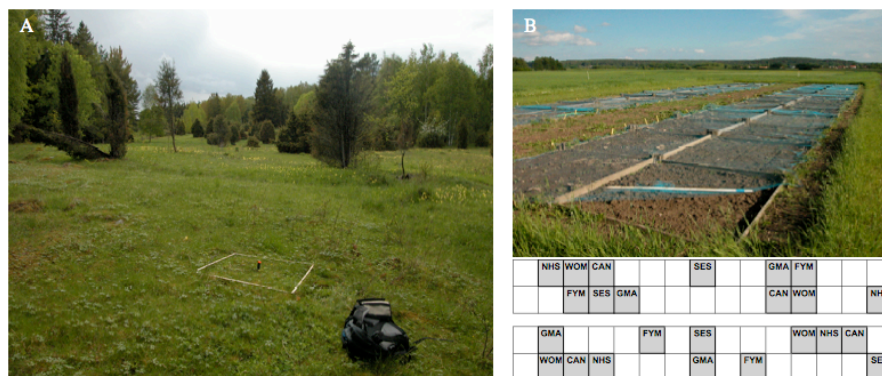 A
B
NHS WOM CAN SES GMA FYM
FYM SES GMA CAN WOM NH
GMA FYM SES WOM NHS CAN
WOM CAN NHS GMA FYM SE